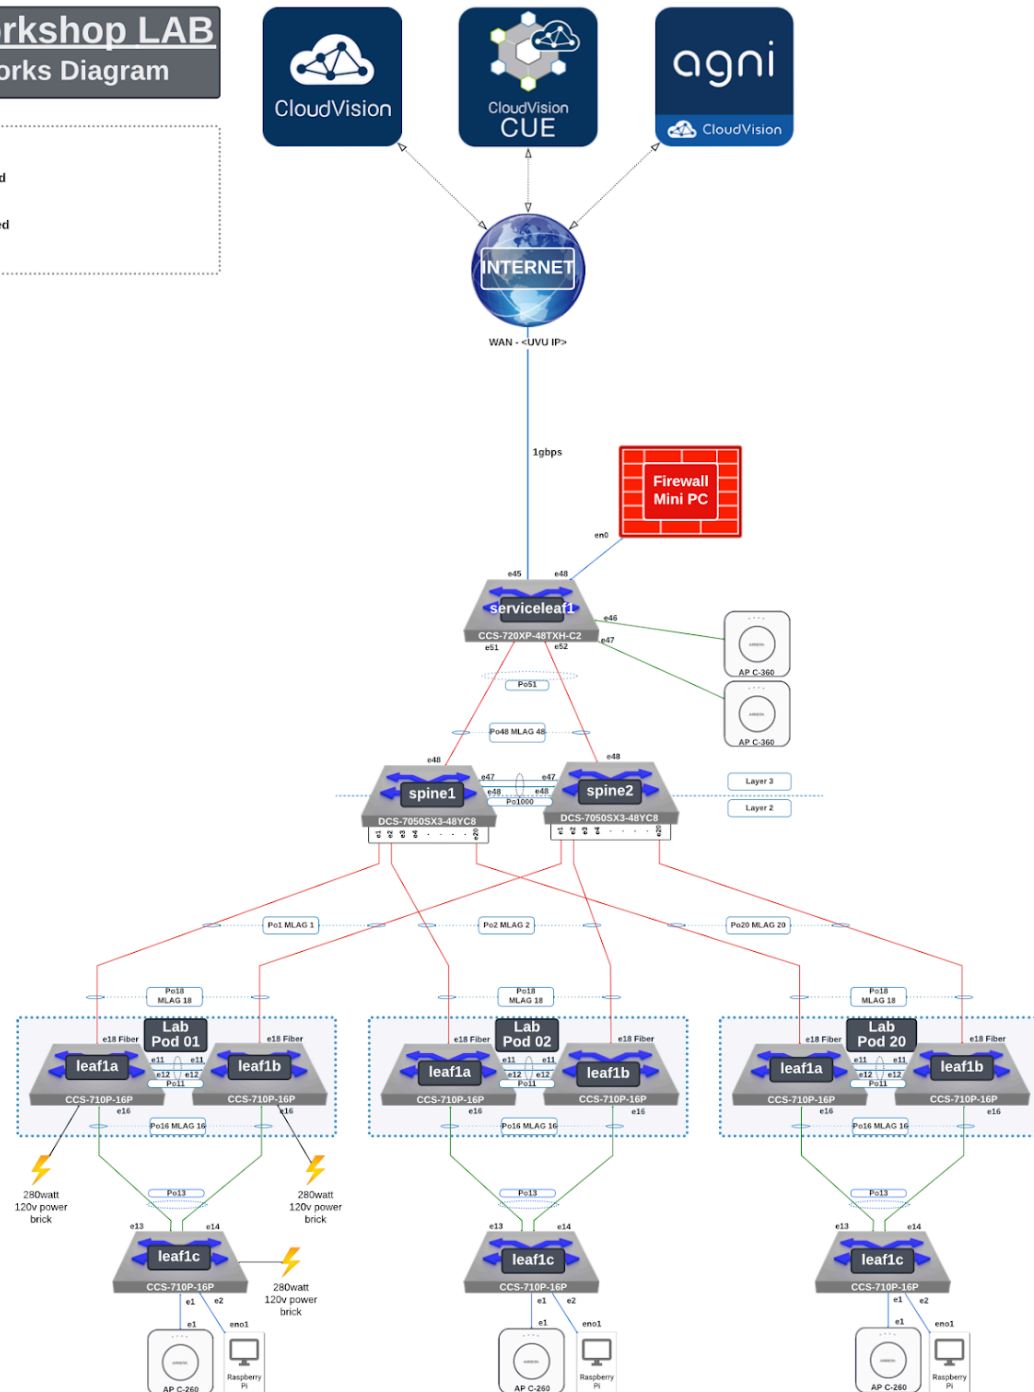 rkshop LAB
orks Diagram
d
ed
CloudVision
CloudVision
CUE
agni
CloudVision
INTERNET
WAN - <UVU IP>
1gbps
Firewall
Mini PC
en0
e45
e48
serviceleaf1
CCS-720XP-48TXH-C2
e46
e47
e51
e52
AP C-360
AP C-360
Po51
Po48 MLAG 48
e48
e48
spine1
spine2
e47
e47
e48
e48
Po1000
Layer 3
Layer 2
DCS-7050SX3-48YC8
DCS-7050SX3-48YC8
e1 e2 e3 e4 . . . . e20
e1 e2 e3 e4 . . . . e20
Po1 MLAG 1
Po2 MLAG 2
Po20 MLAG 20
Po18
MLAG 18
Po18
MLAG 18
Po18
MLAG 18
Lab
Pod 01
e18 Fiber
e18 Fiber
leaf1a
leaf1b
e11
e11
e12
e12
Po11
CCS-710P-16P
CCS-710P-16P
e16
e16
Po16 MLAG 16
Lab
Pod 02
e18 Fiber
e18 Fiber
leaf1a
leaf1b
e11
e11
e12
e12
Po11
CCS-710P-16P
CCS-710P-16P
e16
e16
Po16 MLAG 16
Lab
Pod 20
e18 Fiber
e18 Fiber
leaf1a
leaf1b
e11
e11
e12
e12
Po11
CCS-710P-16P
CCS-710P-16P
e16
e16
Po16 MLAG 16
280watt
120v power
brick
280watt
120v power
brick
Po13
e13
e14
leaf1c
CCS-710P-16P
280watt
120v power
brick
e1
e2
e1
eno1
AP C-260
Raspberry
Pi
Po13
e13
e14
leaf1c
CCS-710P-16P
e1
e2
e1
eno1
AP C-260
Raspberry
Pi
Po13
e13
e14
leaf1c
CCS-710P-16P
e1
e2
e1
eno1
AP C-260
Raspberry
Pi